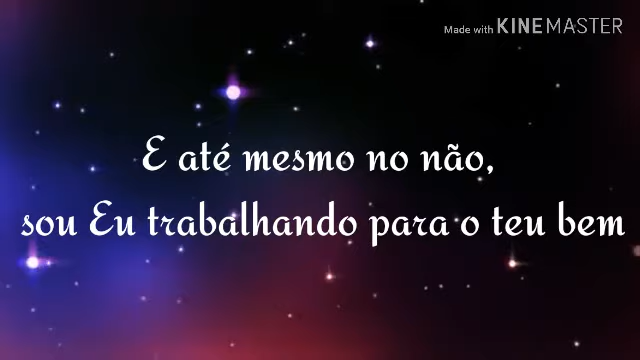 Made with KINEMASTER
E até mesmo no não,
sou Eu trabalhando para o teu bem